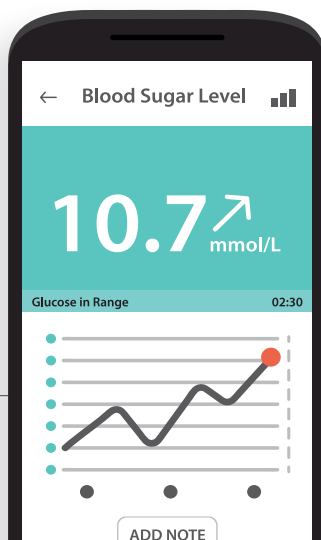 Blood Sugar Level
10.7
mmol/L
Glucose in Range 02:30
ADD NOTE